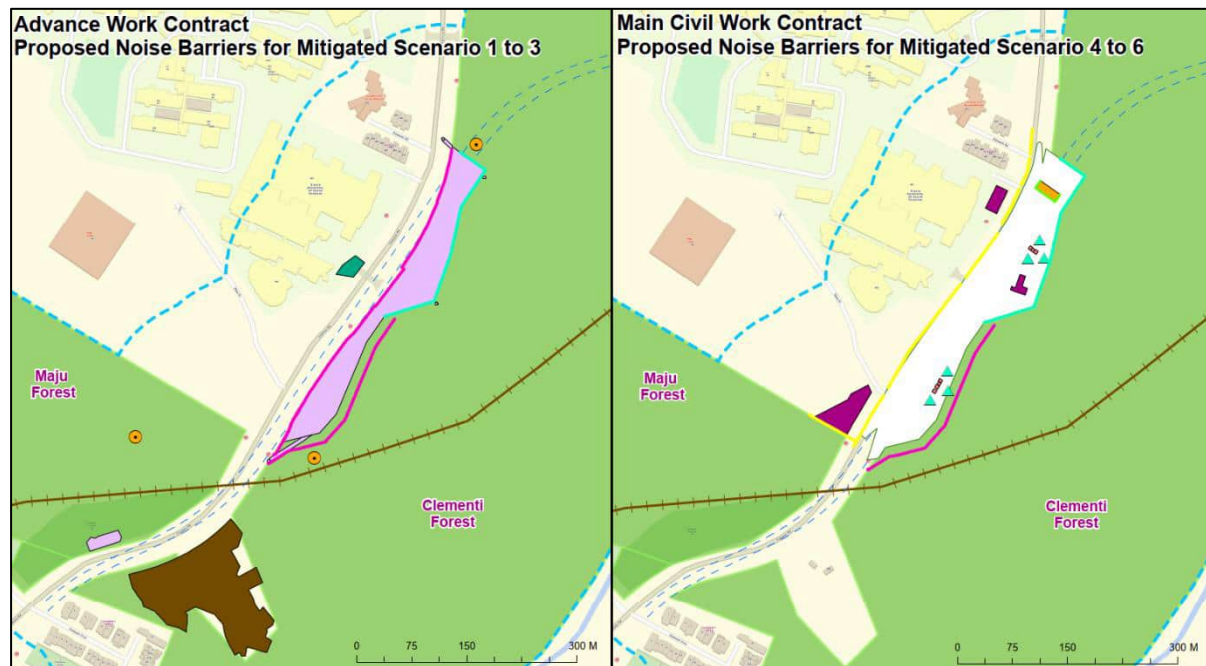 Advance Work Contract
Proposed Noise Barriers for Mitigated Scenario 1 to 3
Maju
Forest
Clementi
Forest
0 75 150 300 M
Main Civil Work Contract
Proposed Noise Barriers for Mitigated Scenario 4 to 6
Maju
Forest
Clementi
Forest
0 75 150 300 M